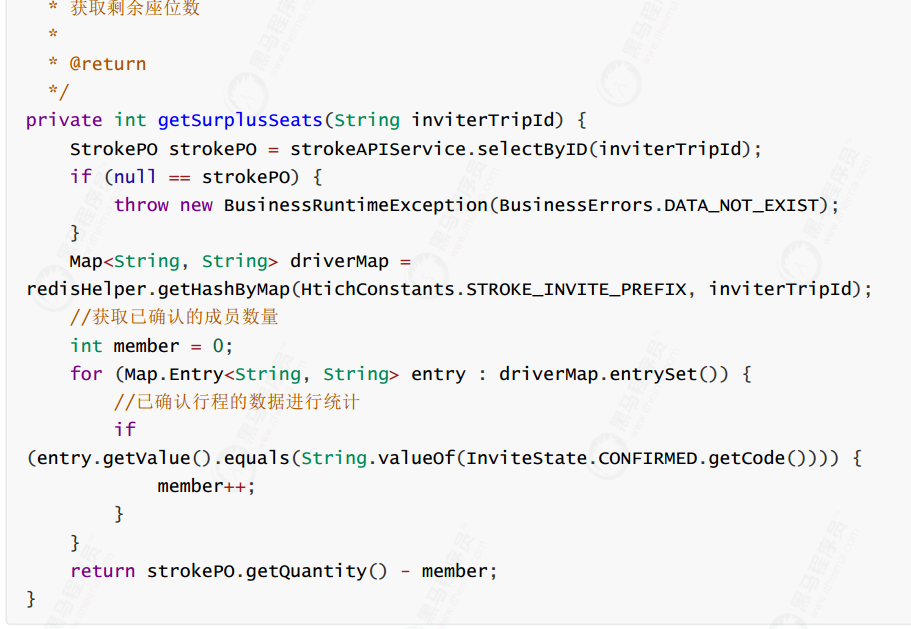 * 获取剩余座位数
*
* @return
*/
private int getSurplusSeats(String inviterTripId) {
StrokePO strokePO = strokeAPIService.selectByID(inviterTripId);
if (null == strokePO) {
throw new BusinessRuntimeException(BusinessErrors.DATA_NOT_EXIST);
}
Map<String, String> driverMap =
redisHelper.getHashByMap(HtichConstants.STROKE_INVITE_PREFIX, inviterTripId);
//获取已确认的成员数量
int member = 0;
for (Map.Entry<String, String> entry : driverMap.entrySet()) {
//已确认行程的数据进行统计
if
(entry.getValue().equals(String.valueOf(InviteState.CONFIRMED.getCode()))) {
member++;
}
}
return strokePO.getQuantity() - member;
}